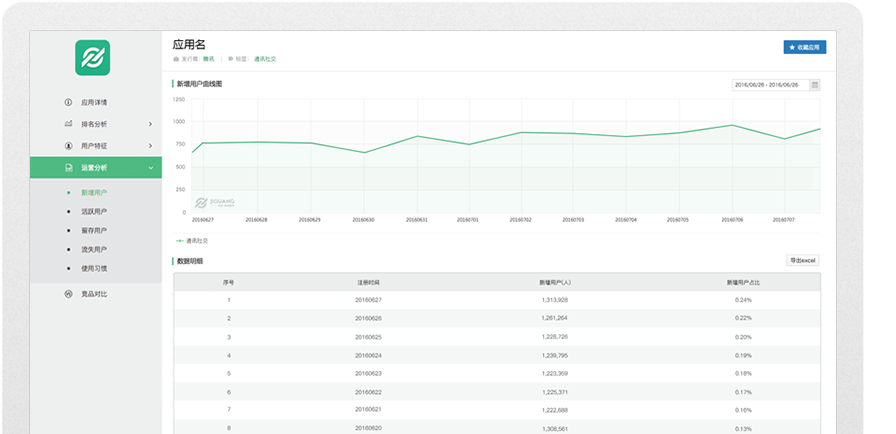 应用名
收藏应用
发行商: 腾讯 标签: 通讯社交
应用详情
排名分析
用户特征
运营分析
新增用户
活跃用户
留存用户
流失用户
使用习惯
竞品对比
新增用户曲线图
2016/06/26 - 2016/06/26
1250
1000
750
500
250
0
JIGUANG
20160627 20160628 20160629 20160630 20160631 20160701 20160702 20160703 20160704 20160705 20160706 20160707
通讯社交
数据明细
导出excel
序号 注册时间 新增用户(人) 新增用户占比
1 20160627 1,313,928 0.24%
2 20160626 1,261,264 0.22%
3 20160625 1,228,726 0.20%
4 20160624 1,239,795 0.19%
5 20160623 1,223,359 0.18%
6 20160622 1,225,371 0.17%
7 20160621 1,222,688 0.16%
8 20160620 1,308,561 0.13%